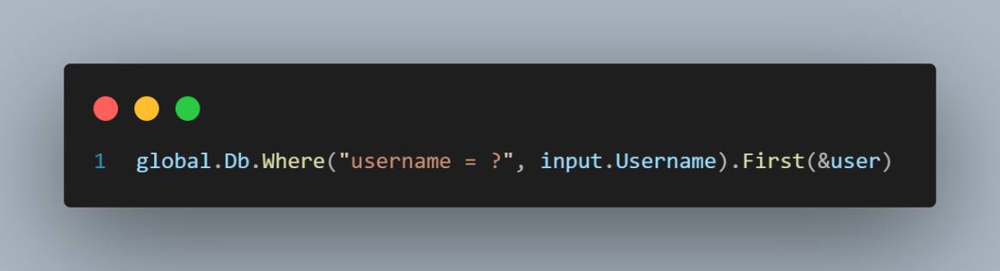 1 global.Db.Where("username = ?", input.Username).First(&user)